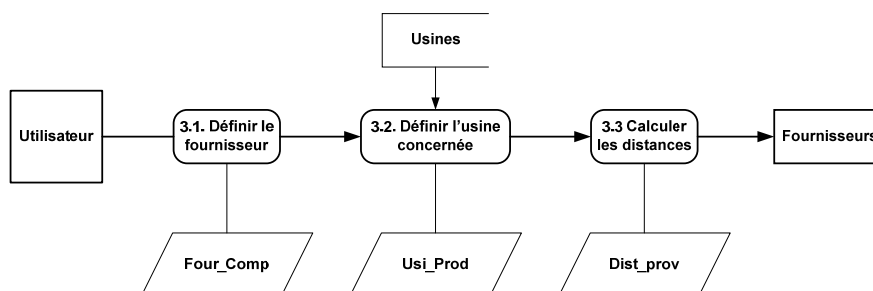 Usines
Utilisateur
3.1. Définir le
fournisseur
3.2. Définir l'usine
concernée
3.3 Calculer
les distances
Fournisseurs
Four_Comp
Usi_Prod
Dist_prov